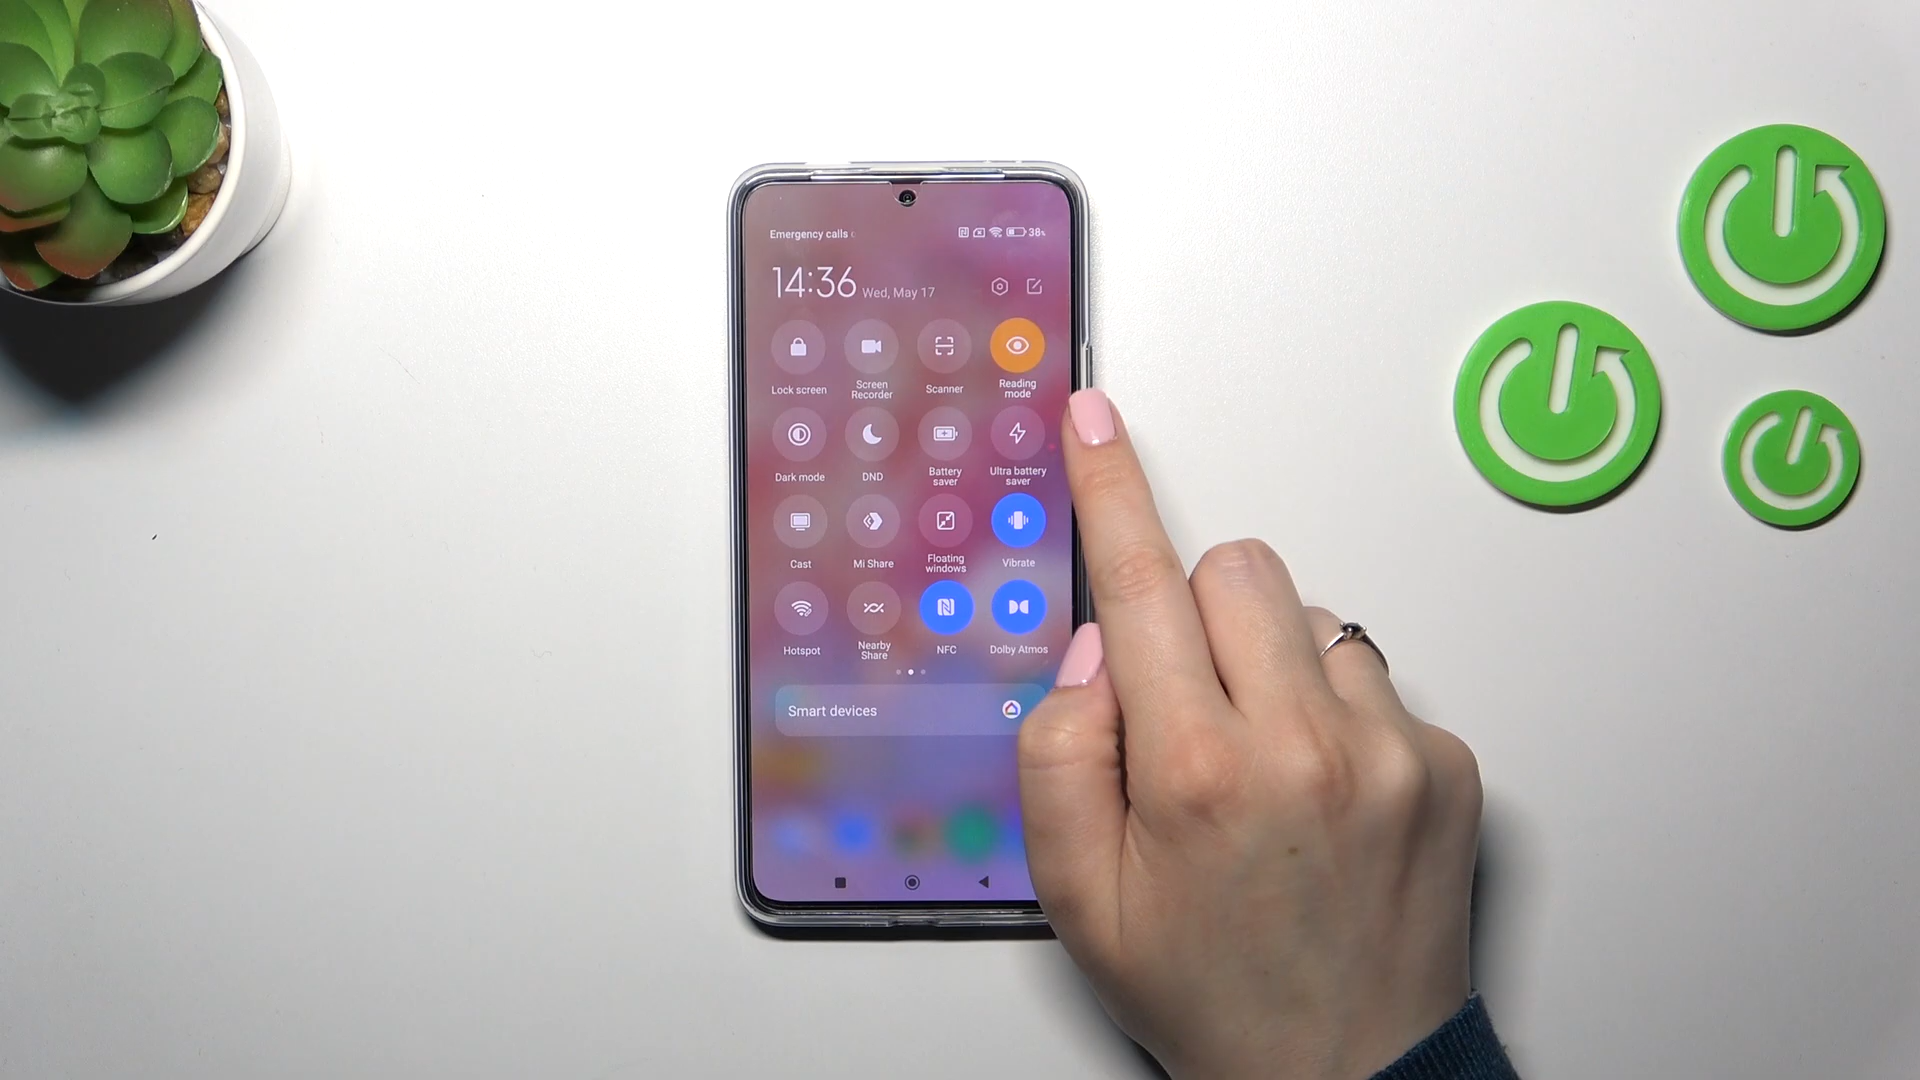 Emergency calls
38%
14:36 Wed, May 17
Lock screen
Screen
Recorder
Scanner
Reading
mode
Dark mode
DND
Battery
saver
Ultra battery
saver
Cast
Mi Share
Floating
windows
Vibrate
Hotspot
Nearby
Share
NFC
Dolby Atmos
Smart devices